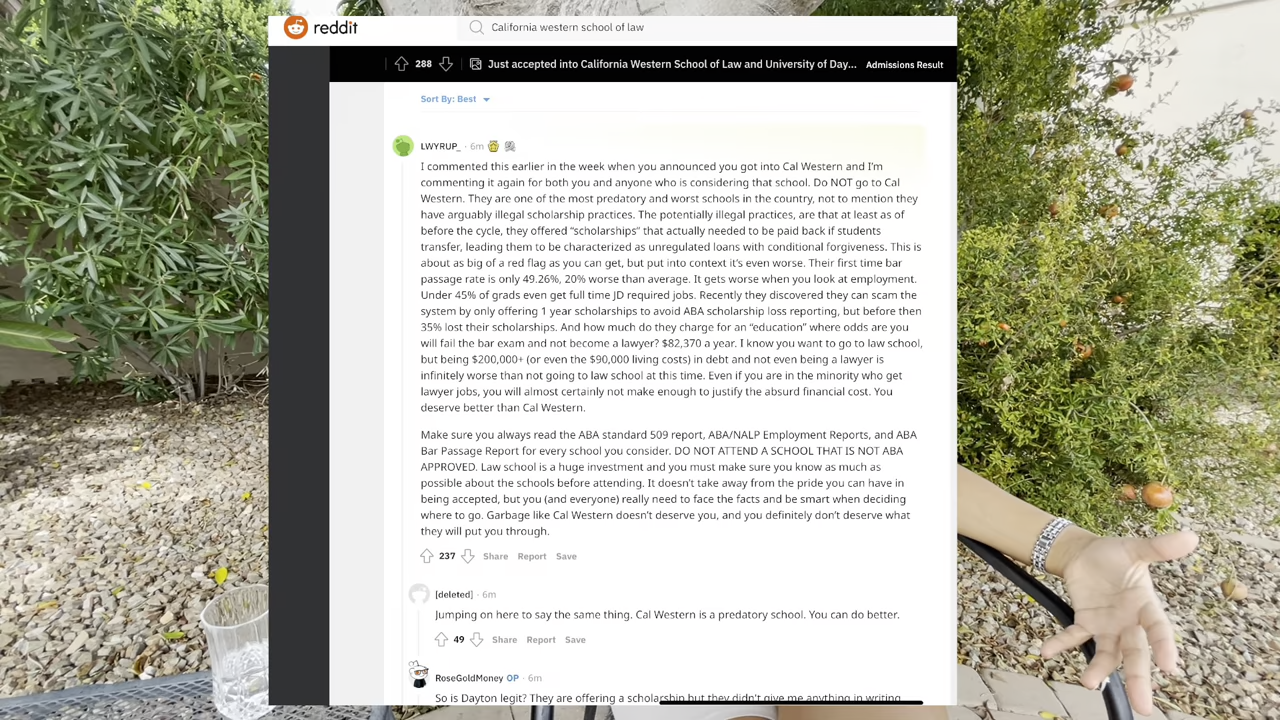 reddit
California western school of law
288
Just accepted into California Western School of Law and University of Day...
Admissions Result
Sort By: Best
LWYRUP_ · 6m
I commented this earlier in the week when you announced you got into Cal Western and I'm
commenting it again for both you and anyone who is considering that school. Do NOT go to Cal
Western. They are one of the most predatory and worst schools in the country, not to mention they
have arguably illegal scholarship practices. The potentially illegal practices, are that at least as of
before the cycle, they offered "scholarships" that actually needed to be paid back if students
transfer, leading them to be characterized as unregulated loans with conditional forgiveness. This is
about as big of a red flag as you can get, but put into context it's even worse. Their first time bar
passage rate is only 49.26%, 20% worse than average. It gets worse when you look at employment.
Under 45% of grads even get full time JD required jobs. Recently they discovered they can scam the
system by only offering 1 year scholarships to avoid ABA scholarship loss reporting, but before then
35% lost their scholarships. And how much do they charge for an "education" where odds are you
will fail the bar exam and not become a lawyer? $82,370 a year. I know you want to go to law school,
but being $200,000+ (or even the $90,000 living costs) in debt and not even being a lawyer is
infinitely worse than not going to law school at this time. Even if you are in the minority who get
lawyer jobs, you will almost certainly not make enough to justify the absurd financial cost. You
deserve better than Cal Western.
Make sure you always read the ABA standard 509 report, ABA/NALP Employment Reports, and ABA
Bar Passage Report for every school you consider. DO NOT ATTEND A SCHOOL THAT IS NOT ABA
APPROVED. Law school is a huge investment and you must make sure you know as much as
possible about the schools before attending. It doesn't take away from the pride you can have in
being accepted, but you (and everyone) really need to face the facts and be smart when deciding
where to go. Garbage like Cal Western doesn't deserve you, and you definitely don't deserve what
they will put you through.
237 Share Report Save
[deleted] · 6m
Jumping on here to say the same thing. Cal Western is a predatory school. You can do better.
49 Share Report Save
RoseGoldMoney OP · 6m
So is Dayton legit? They are offering a scholarship but they didn't give me anything in writing